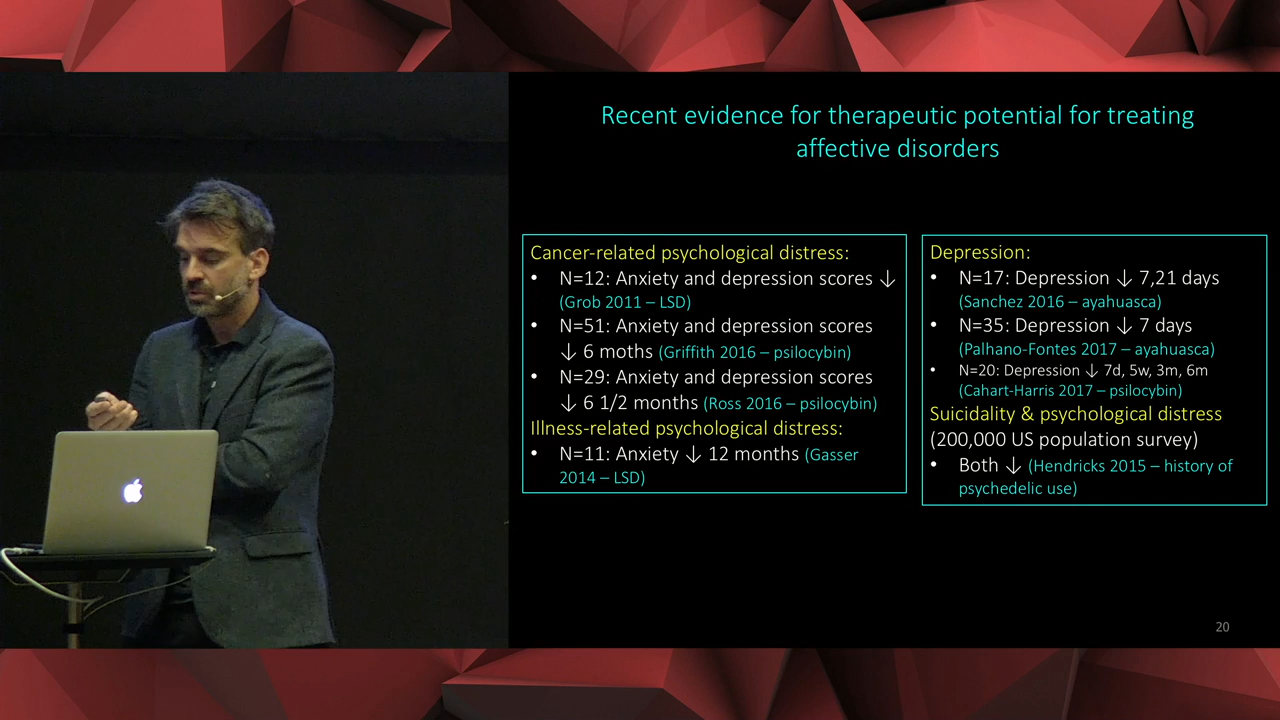 Recent evidence for therapeutic potential for treating
affective disorders
Cancer-related psychological distress:
• N=12: Anxiety and depression scores ↓
(Grob 2011 – LSD)
• N=51: Anxiety and depression scores
↓ 6 moths (Griffith 2016 – psilocybin)
• N=29: Anxiety and depression scores
↓ 6 1/2 months (Ross 2016 – psilocybin)
Illness-related psychological distress:
• N=11: Anxiety ↓ 12 months (Gasser
2014 – LSD)
Depression:
• N=17: Depression ↓ 7,21 days
(Sanchez 2016 – ayahuasca)
• N=35: Depression ↓ 7 days
(Palhano-Fontes 2017 – ayahuasca)
• N=20: Depression ↓ 7d, 5w, 3m, 6m
(Cahart-Harris 2017 – psilocybin)
Suicidality & psychological distress
(200,000 US population survey)
• Both ↓ (Hendricks 2015 – history of
psychedelic use)
20